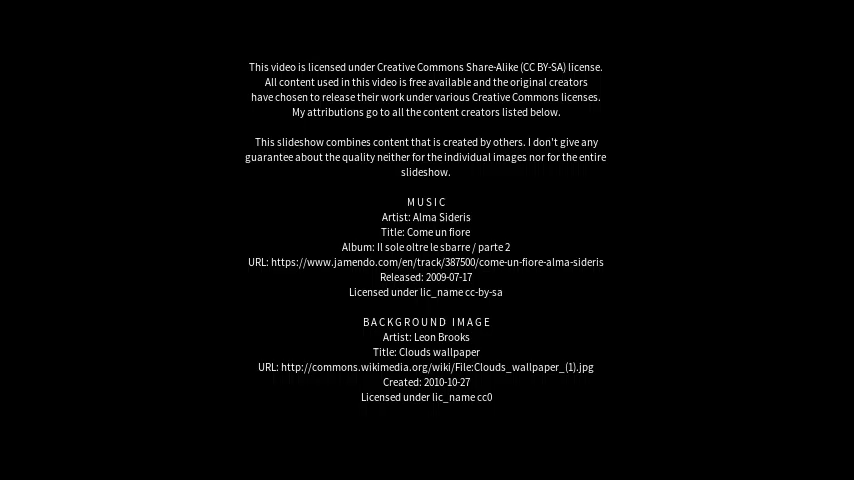 This video is licensed under Creative Commons Share-Alike (CC BY-SA) license.
All content used in this video is free available and the original creators
have chosen to release their work under various Creative Commons licenses.
My attributions go to all the content creators listed below.
This slideshow combines content that is created by others. I don't give any
guarantee about the quality neither for the individual images nor for the entire
slideshow.
MUSIC
Artist: Alma Sideris
Title: Come un fiore
Album: Il sole oltre le sbarre / parte 2
URL: https://www.jamendo.com/en/track/387500/come-un-fiore-alma-sideris
Released: 2009-07-17
Licensed under lic_name cc-by-sa
BACKGROUND IMAGE
Artist: Leon Brooks
Title: Clouds wallpaper
URL: http://commons.wikimedia.org/wiki/File:Clouds_wallpaper_(1).jpg
Created: 2010-10-27
Licensed under lic_name cc0